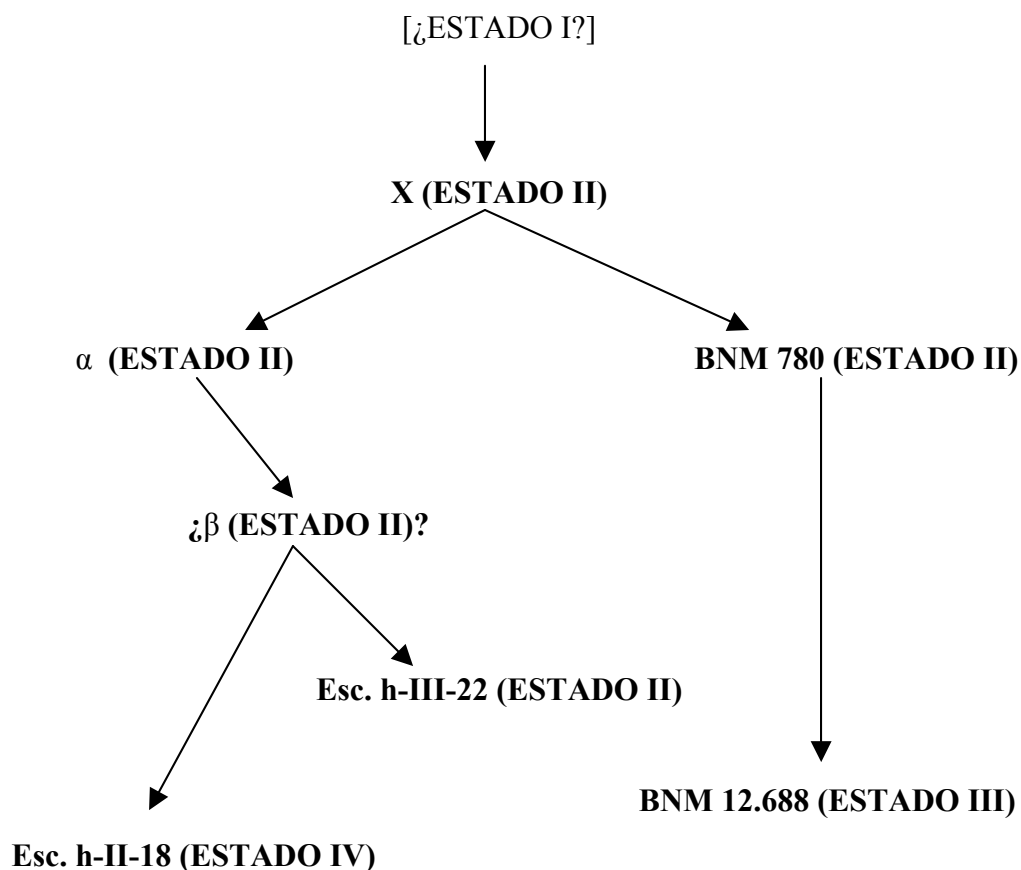 [¿ESTADO I?]
X (ESTADO II)
α (ESTADO II)
BNM 780 (ESTADO II)
¿β (ESTADO II)?
Esc. h-III-22 (ESTADO II)
BNM 12.688 (ESTADO III)
Esc. h-II-18 (ESTADO IV)